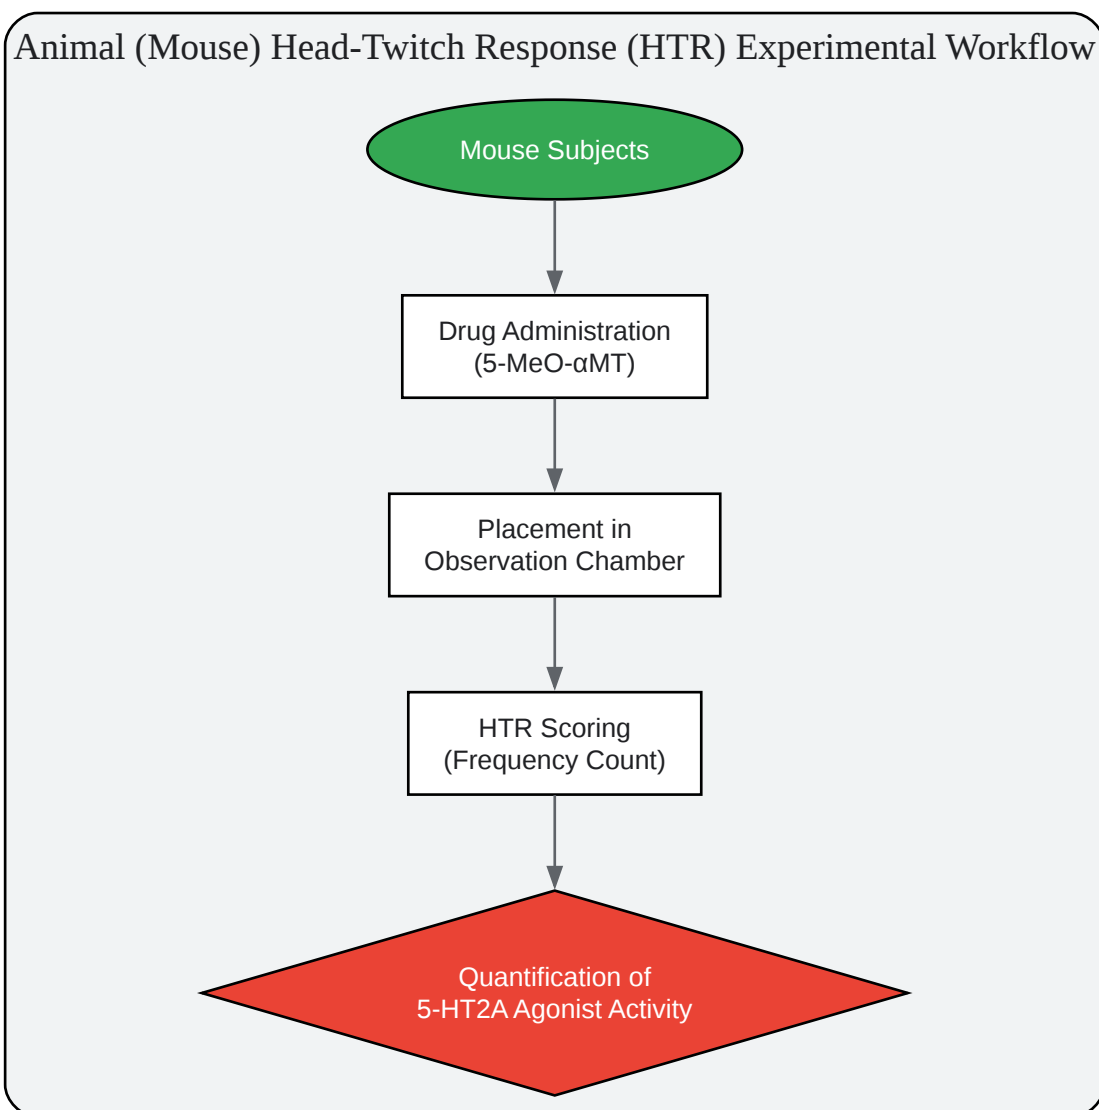 Animal (Mouse) Head-Twitch Response (HTR) Experimental Workflow
Mouse Subjects
Drug Administration
(5-MeO-αMT)
Placement in
Observation Chamber
HTR Scoring
(Frequency Count)
Quantification of
5-HT2A Agonist Activity